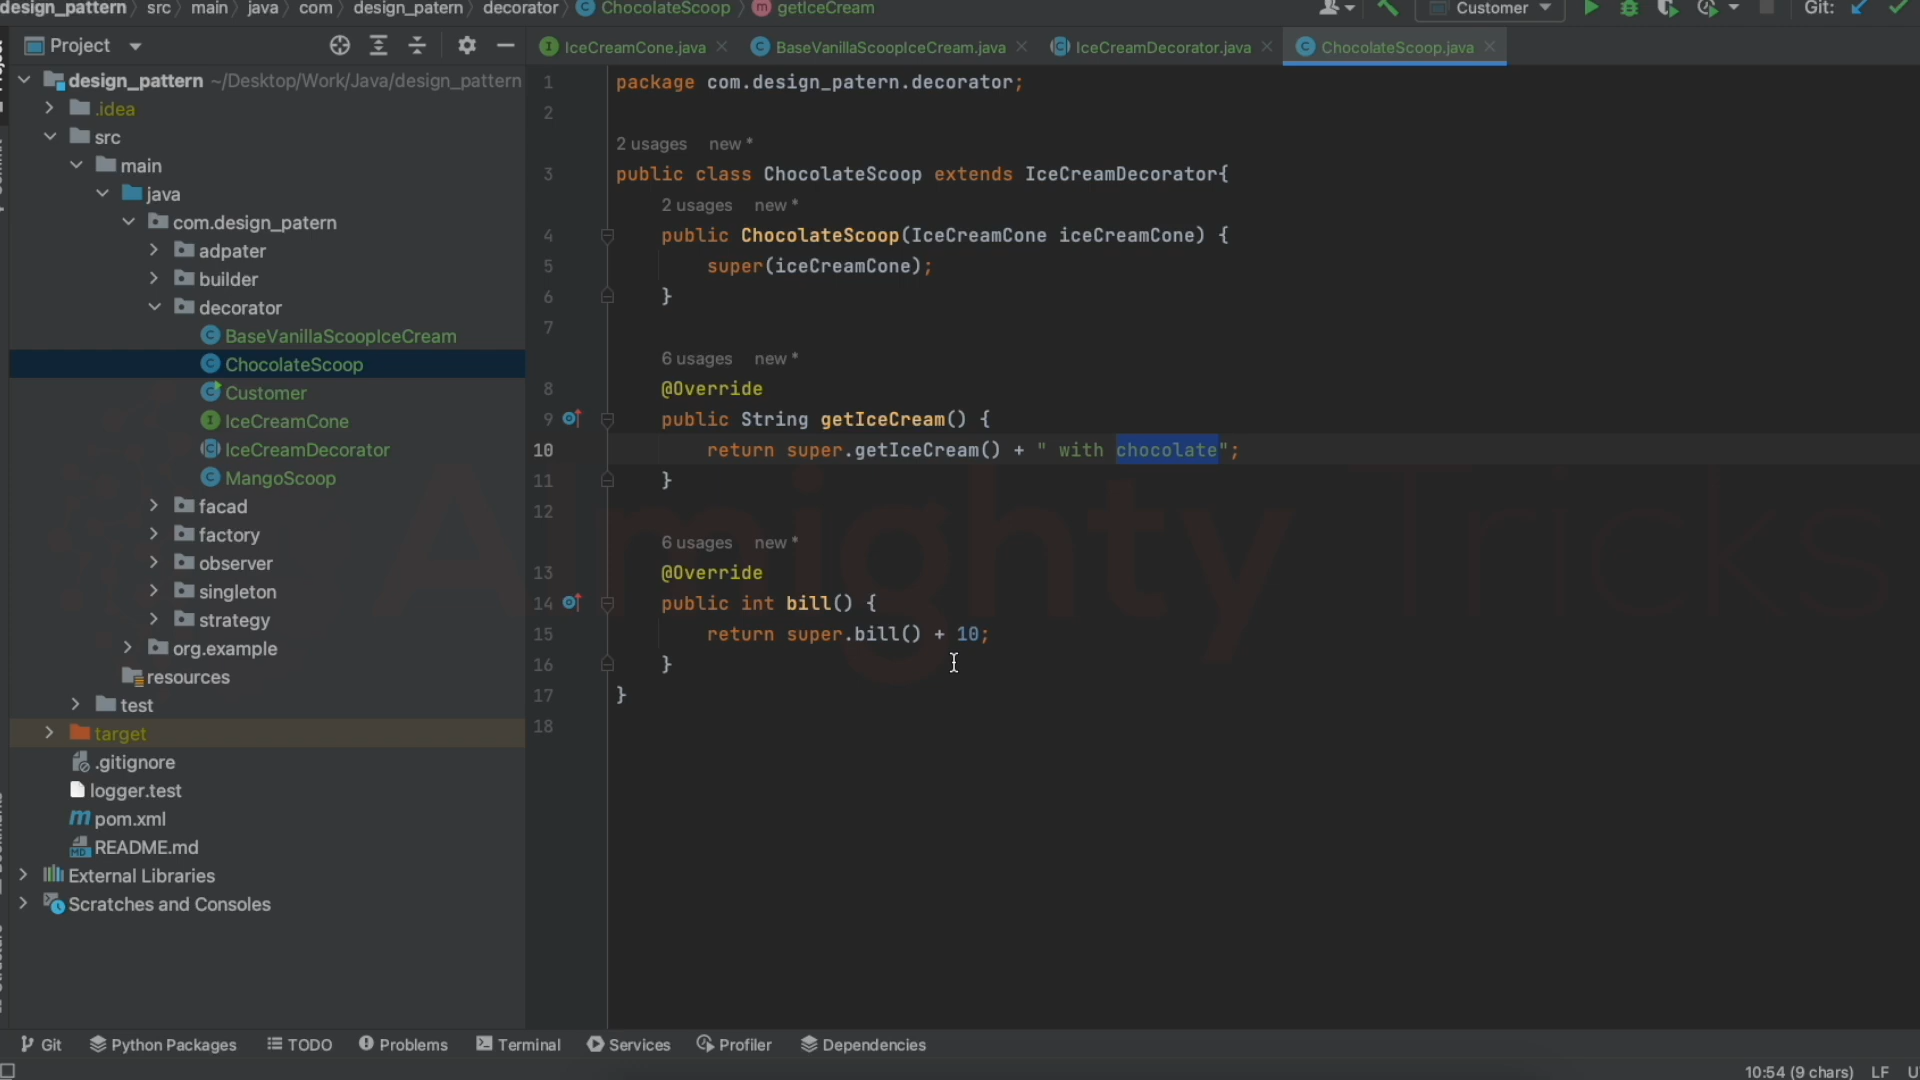 design_pattern src main java com design_patern decorator ChocolateScoop getIceCream Customer Git:
Project IceCreamCone.java BaseVanillaScoopIceCream.java IceCreamDecorator.java ChocolateScoop.java
design_pattern ~/Desktop/Work/Java/design_pattern
.idea
src
main
java
com.design_patern
adpater
builder
decorator
BaseVanillaScoopIceCream
ChocolateScoop
Customer
IceCreamCone
IceCreamDecorator
MangoScoop
facad
factory
observer
singleton
strategy
org.example
resources
test
target
.gitignore
logger.test
pom.xml
README.md
External Libraries
Scratches and Consoles
1 package com.design_patern.decorator;
2
2 usages new *
3 public class ChocolateScoop extends IceCreamDecorator{
2 usages new *
4 public ChocolateScoop(IceCreamCone iceCreamCone) {
5 super(iceCreamCone);
6 }
7
6 usages new *
8 @Override
9 public String getIceCream() {
10 return super.getIceCream() + " with chocolate";
11 }
12
6 usages new *
13 @Override
14 public int bill() {
15 return super.bill() + 10;
16 }
17 }
18
Almighty Tricks
Git Python Packages TODO Problems Terminal Services Profiler Dependencies
10:54 (9 chars) LF